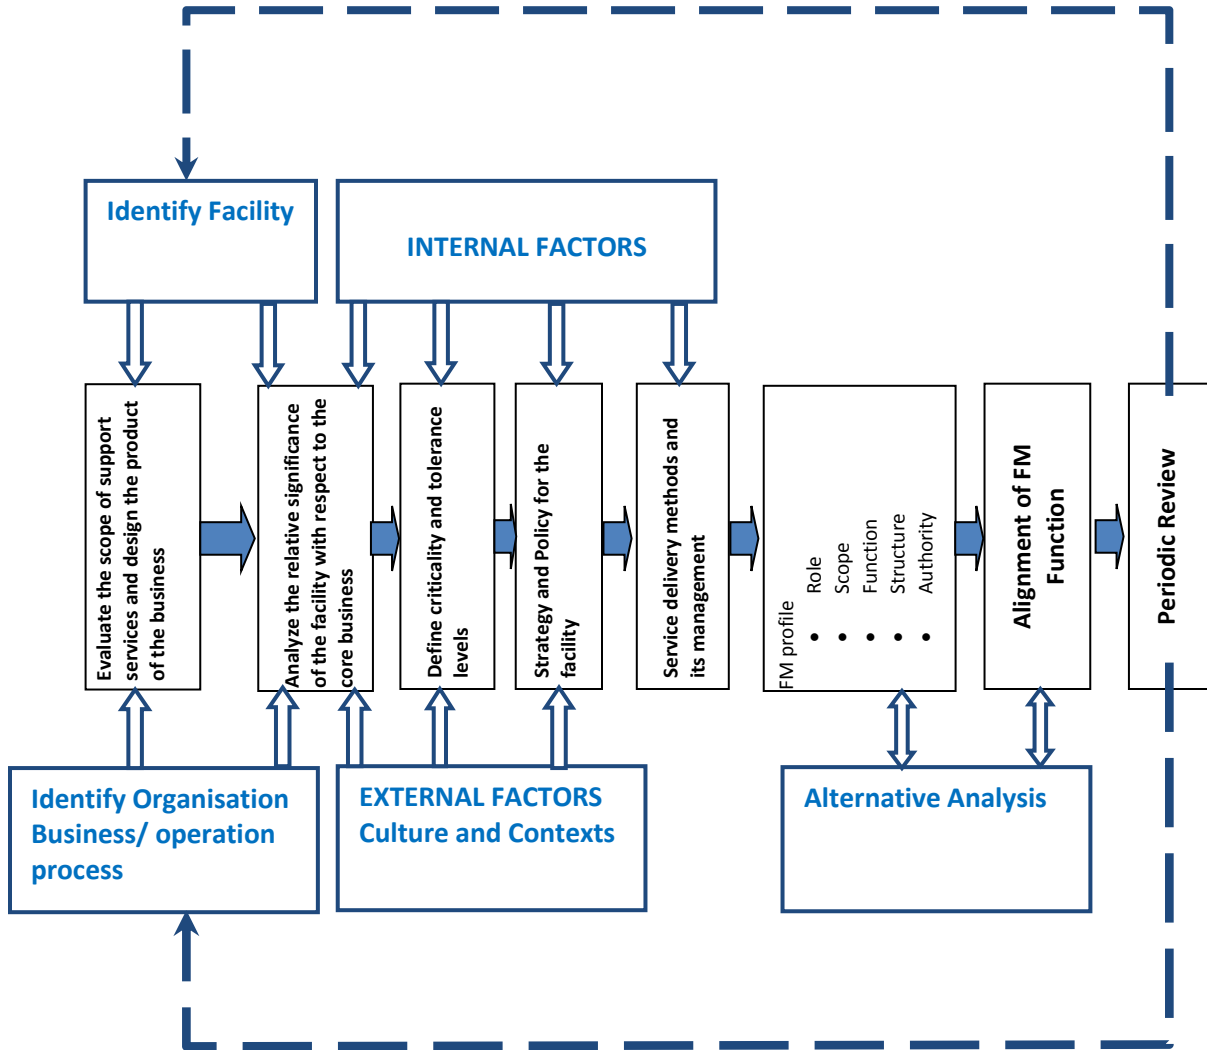 Identify Facility
INTERNAL FACTORS
Evaluate the scope of support
services and design the product
of the business
Analyze the relative significance
of the facility with respect to the
core business
Define criticality and tolerance
levels
Strategy and Policy for the
facility
Service delivery methods and
its management
FM profile
• Role
• Scope
• Function
• Structure
• Authority
Alignment of FM
Function
Periodic Review
Identify Organisation
Business/ operation
process
EXTERNAL FACTORS
Culture and Contexts
Alternative Analysis